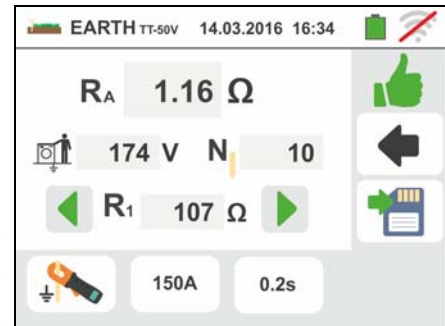 EARTH TT-50V 14.03.2016 16:34
RA 1.16 Ω
174 V N 10
R1 107 Ω
150A 0.2s